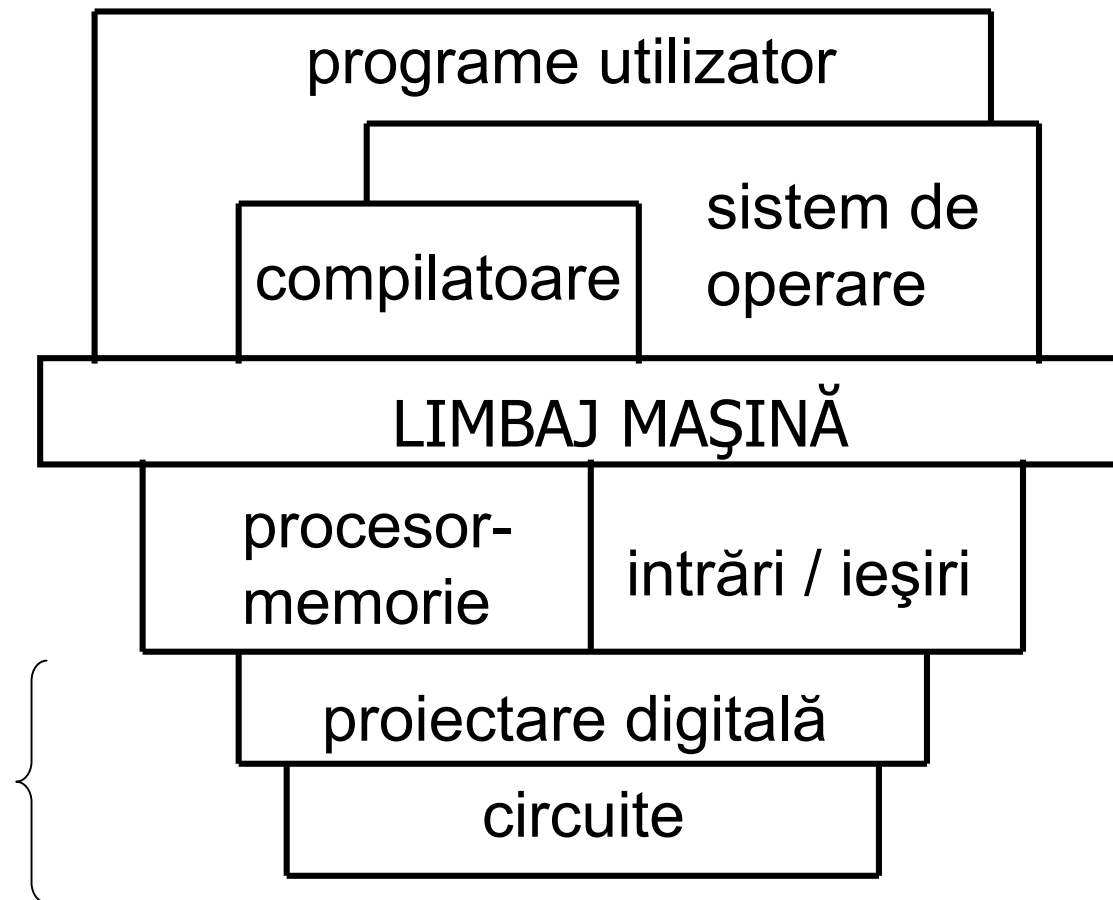 programe utilizator
sistem de
operare
compilatoare
LIMBAJ MAŞINĂ
procesor-
memorie
intrări / ieşiri
proiectare digitală
circuite